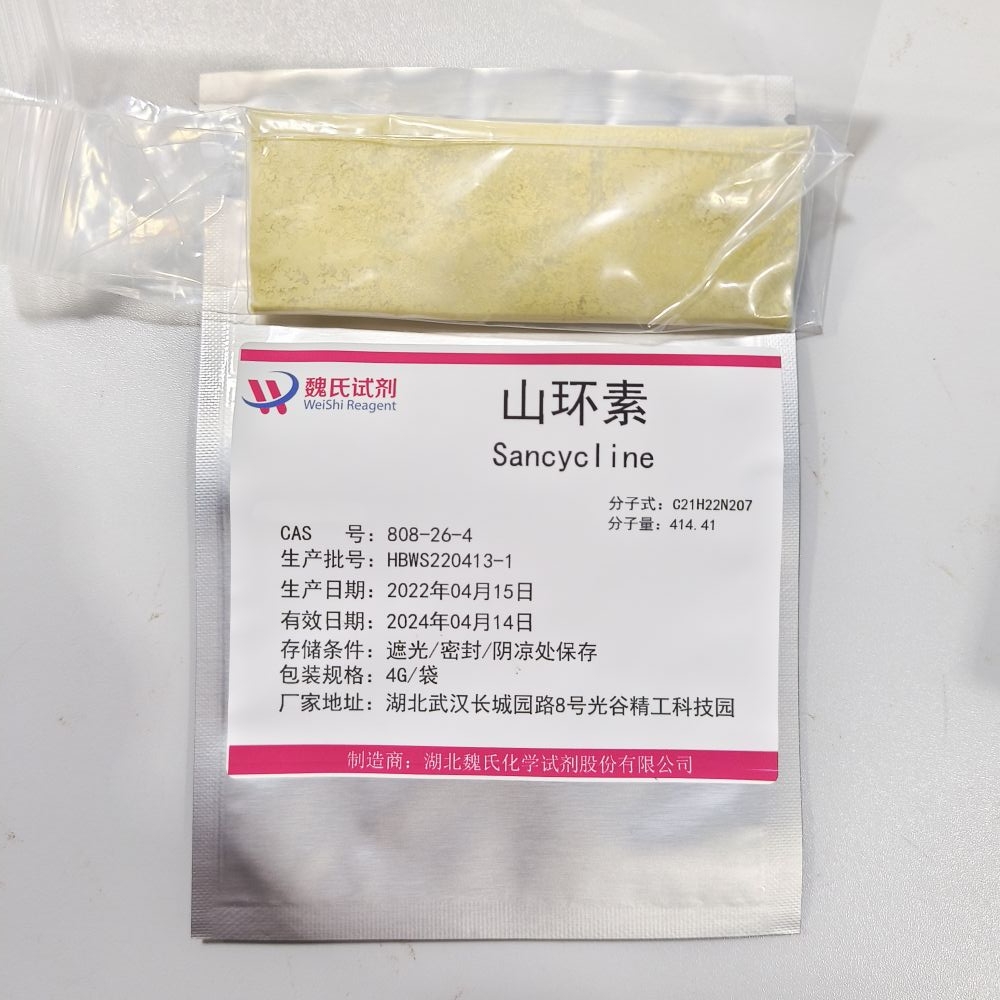 魏氏试剂
WeiShi Reagent
山环素
Sancycline
分子式：C21H22N2O7
分子量：414.41
CAS 号：808-26-4
生产批号：HBWS220413-1
生产日期：2022年04月15日
有效日期：2024年04月14日
存储条件：遮光/密封/阴凉处保存
包装规格：4G/袋
厂家地址：湖北武汉长城园路8号光谷精工科技园
制造商：湖北魏氏化学试剂股份有限公司